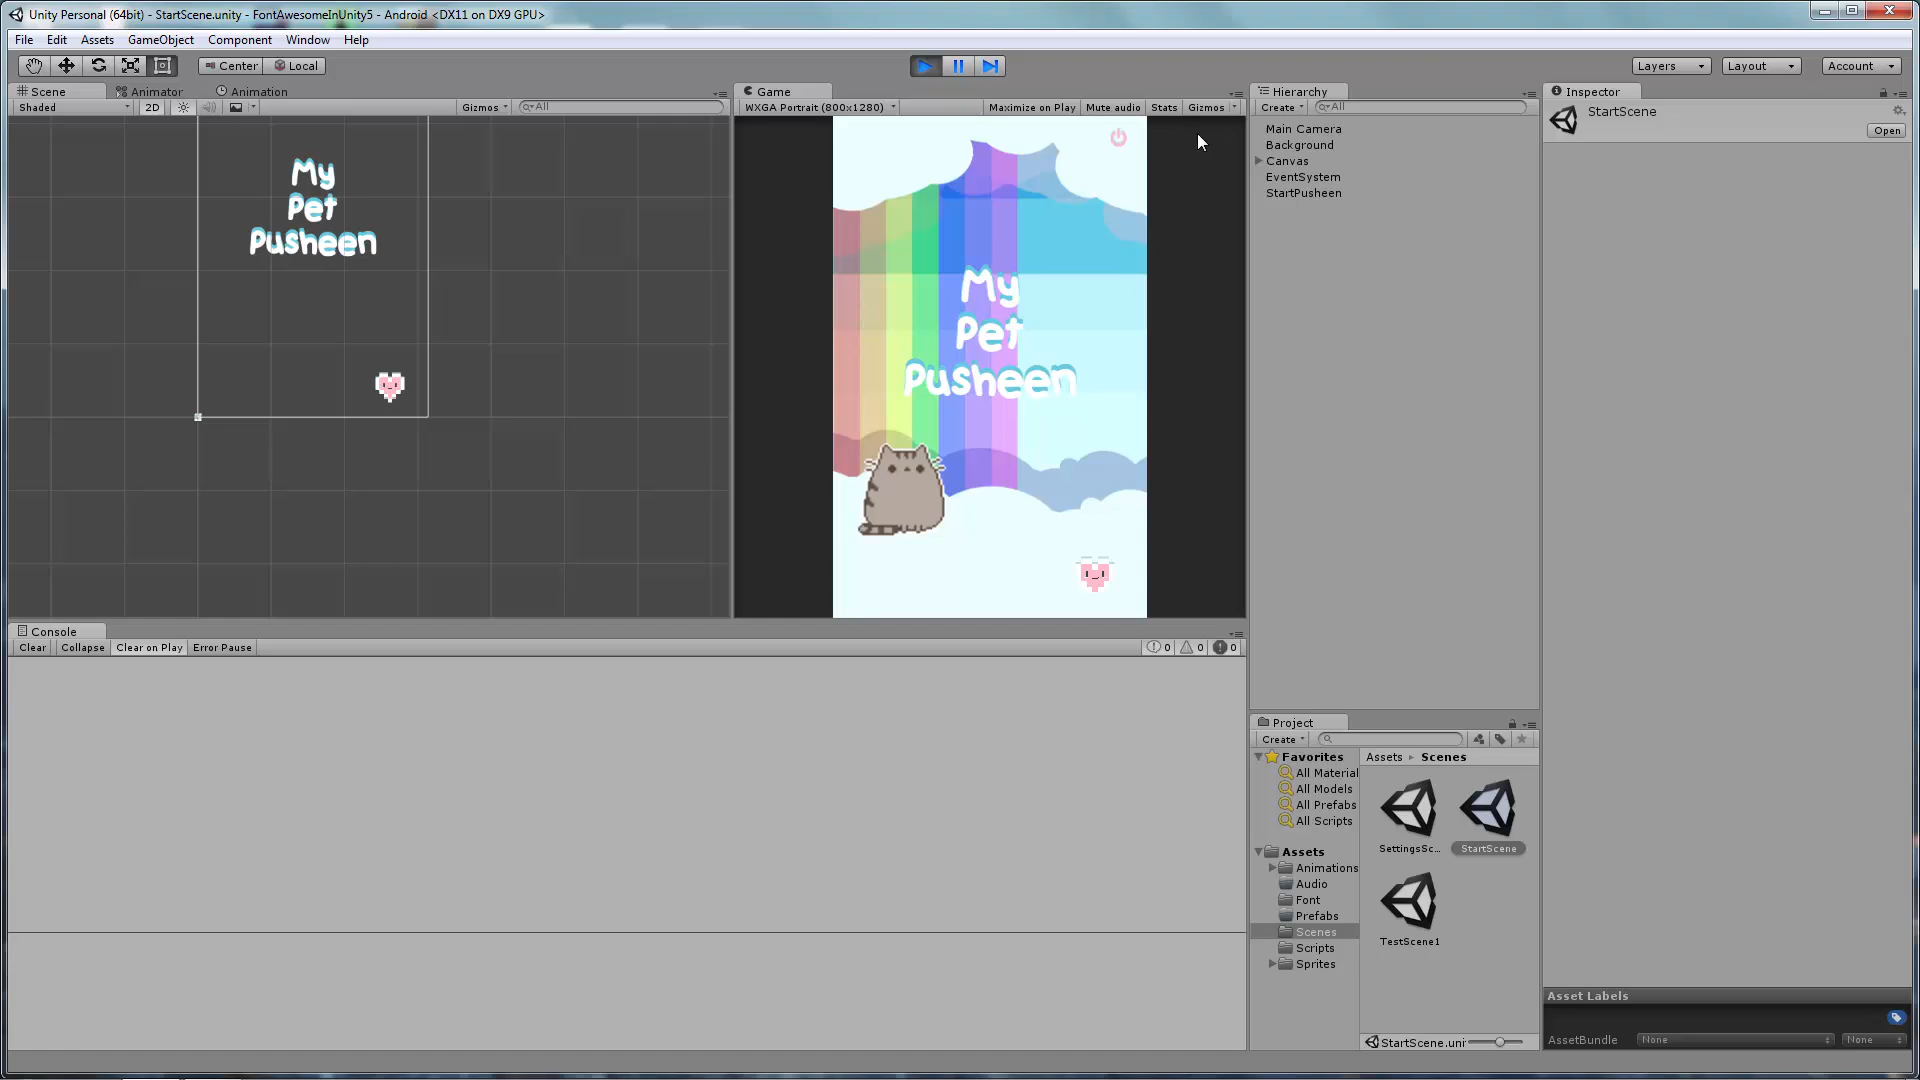 Unity Personal (64bit) - StartScene.unity - FontAwesomeInUnity5 - Android <DX11 on DX9 GPU>
File Edit Assets GameObject Component Window Help
Center Local
Layers Layout Account
Scene Animator Animation
Shaded 2D Gizmos All
My
Pet
Pusheen
Game
WXGA Portrait (800x1280) Maximize on Play Mute audio Stats Gizmos
My
Pet
Pusheen
Hierarchy
Create All
Main Camera
Background
Canvas
EventSystem
StartPusheen
Inspector
StartScene
Open
Console
Clear Collapse Clear on Play Error Pause 0 0 0
Project
Create
Favorites
All Material
All Models
All Prefabs
All Scripts
Assets
Animations
Audio
Font
Prefabs
Scenes
Scripts
Sprites
Assets Scenes
SettingsSc... StartScene
TestScene1
StartScene.uni
Asset Labels
AssetBundle None None